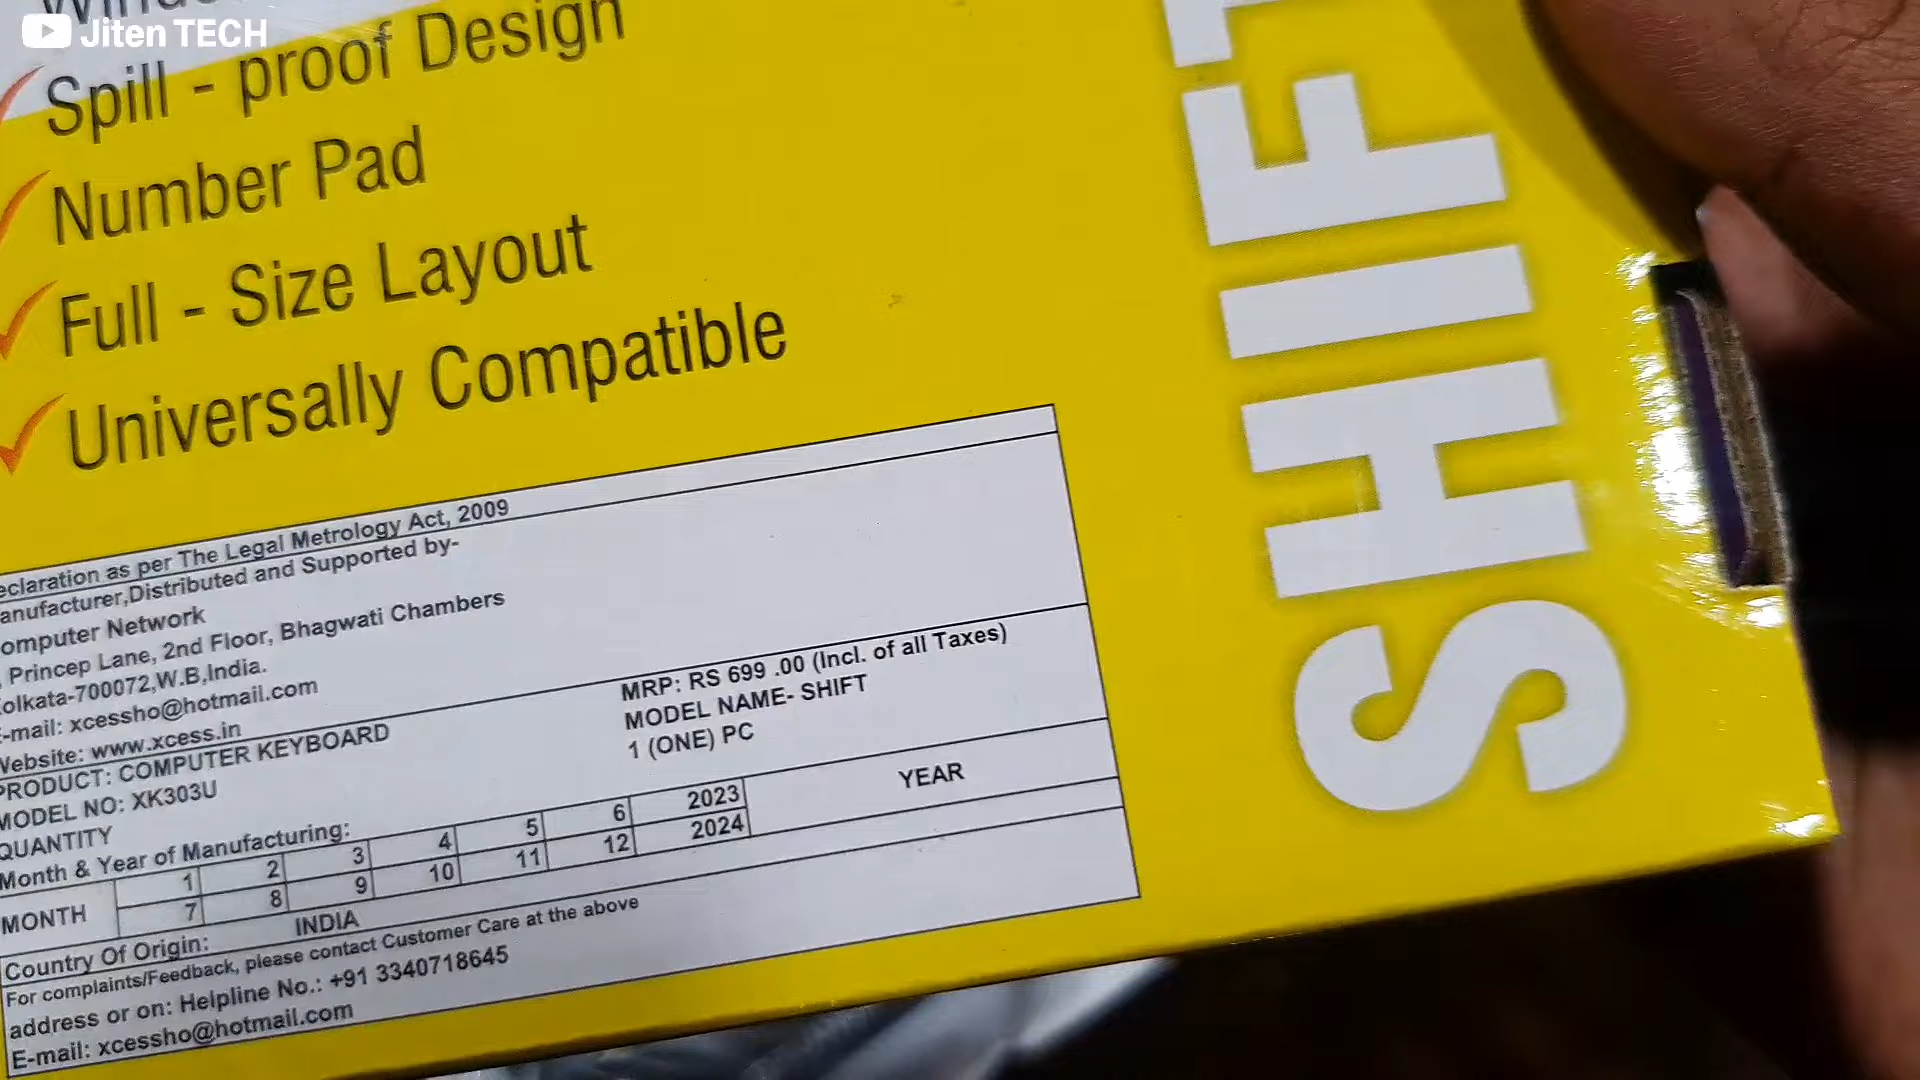 Jiten TECH
Spill - proof Design
Number Pad
Full - Size Layout
Universally Compatible
SHIFT
eclaration as per The Legal Metrology Act, 2009
anufacturer,Distributed and Supported by-
omputer Network
Princep Lane, 2nd Floor, Bhagwati Chambers
olkata-700072,W.B,India.
E-mail: xcessho@hotmail.com
Website: www.xcess.in
PRODUCT: COMPUTER KEYBOARD
MRP: RS 699 .00 (Incl. of all Taxes)
MODEL NO: XK303U
MODEL NAME- SHIFT
QUANTITY
1 (ONE) PC
Month & Year of Manufacturing:
MONTH
1 2 3 4 5 6 2023
7 8 9 10 11 12 2024
YEAR
Country Of Origin: INDIA
For complaints/Feedback, please contact Customer Care at the above
address or on: Helpline No.: +91 3340718645
E-mail: xcessho@hotmail.com